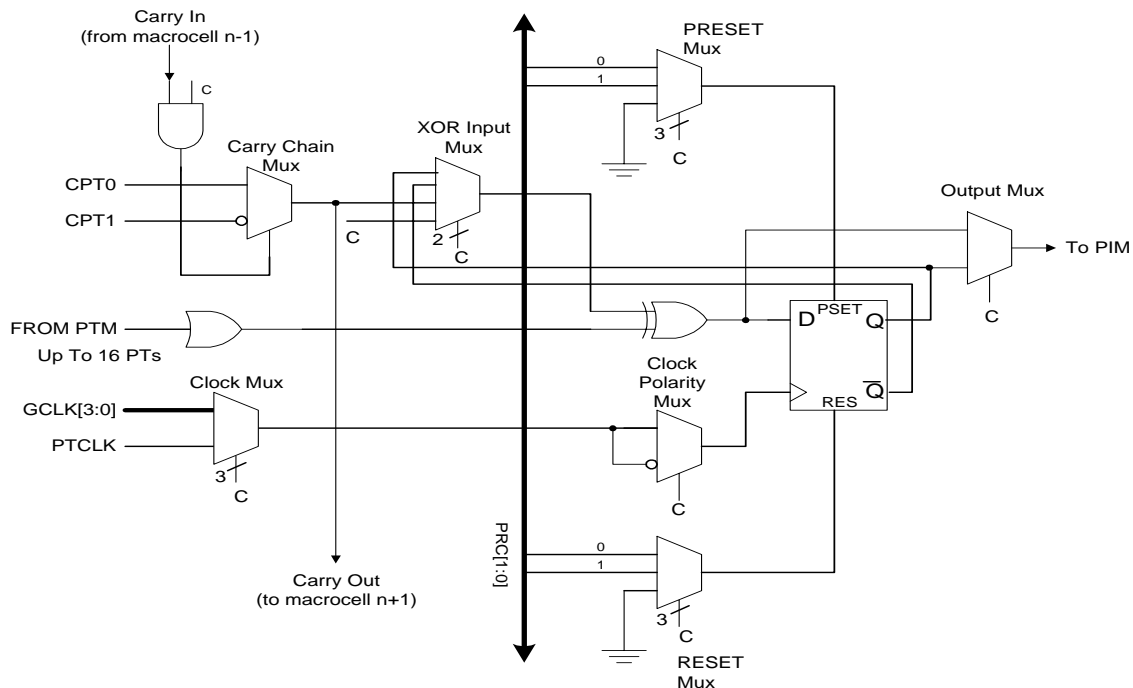 Carry In
(from macrocell n-1)
C
PRESET
Mux
0
1
3
C
XOR Input
Mux
Carry Chain
Mux
CPT0
CPT1
C
2
C
Output Mux
To PIM
C
FROM PTM
Up To 16 PTs
D
PSET
Q
Q
RES
Clock
Polarity
Mux
C
Clock Mux
GCLK[3:0]
PTCLK
3
C
PRC[1:0]
0
1
3
C
RESET
Mux
Carry Out
(to macrocell n+1)